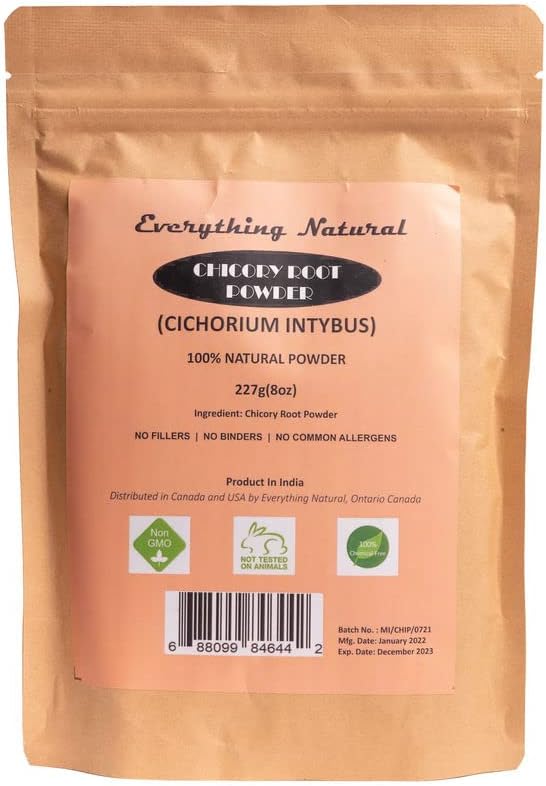 Everything Natural
CHICORY ROOT
POWDER
(CICHORIUM INTYBUS)
100% NATURAL POWDER
227g(8oz)
Ingredient: Chicory Root Powder
NO FILLERS | NO BINDERS | NO COMMON ALLERGENS
Product In India
Distributed in Canada and USA by Everything Natural, Ontario Canada
Non
GMO
NOT TESTED
ON ANIMALS
100%
Chemical Free
6 88099 84644 2
Batch No. : MI/CHIP/0721
Mfg. Date: January 2022
Exp. Date: December 2023